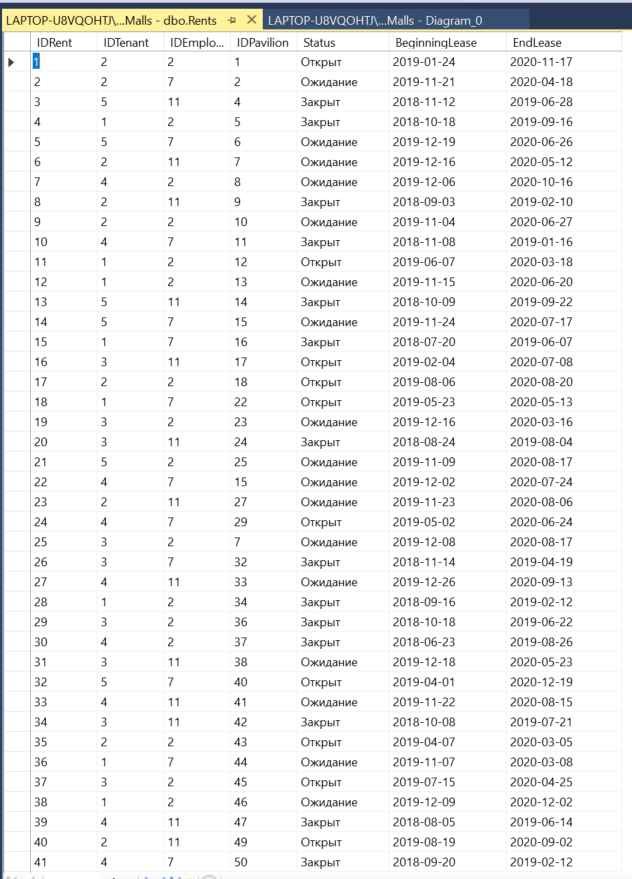 LAPTOP-U8VQOHTJ\...Malls - dbo.Rents LAPTOP-U8VQOHTJ\...Malls - Diagram_0
IDRent IDTenant IDEmplo... IDPavilion Status BeginningLease EndLease
1 2 2 1 Открыт 2019-01-24 2020-11-17
2 2 7 2 Ожидание 2019-11-21 2020-04-18
3 5 11 4 Закрыт 2018-11-12 2019-06-28
4 1 2 5 Закрыт 2018-10-18 2019-09-16
5 5 7 6 Ожидание 2019-12-19 2020-06-26
6 2 11 7 Ожидание 2019-12-16 2020-05-12
7 4 2 8 Ожидание 2019-12-06 2020-10-16
8 2 11 9 Закрыт 2018-09-03 2019-02-10
9 2 2 10 Ожидание 2019-11-04 2020-06-27
10 4 7 11 Закрыт 2018-11-08 2019-01-16
11 1 2 12 Открыт 2019-06-07 2020-03-18
12 1 2 13 Ожидание 2019-11-15 2020-06-20
13 5 11 14 Закрыт 2018-10-09 2019-09-22
14 5 7 15 Ожидание 2019-11-24 2020-07-17
15 1 7 16 Закрыт 2018-07-20 2019-06-07
16 3 11 17 Открыт 2019-02-04 2020-07-08
17 2 2 18 Открыт 2019-08-06 2020-08-20
18 1 7 22 Открыт 2019-05-23 2020-05-13
19 3 2 23 Ожидание 2019-12-16 2020-03-16
20 3 11 24 Закрыт 2018-08-24 2019-08-04
21 5 2 25 Ожидание 2019-11-09 2020-08-17
22 4 7 15 Ожидание 2019-12-02 2020-07-24
23 2 11 27 Ожидание 2019-11-23 2020-08-06
24 4 7 29 Открыт 2019-05-02 2020-06-24
25 3 2 7 Ожидание 2019-12-08 2020-08-17
26 3 7 32 Закрыт 2018-11-14 2019-04-19
27 4 11 33 Ожидание 2019-12-26 2020-09-13
28 1 2 34 Закрыт 2018-09-16 2019-02-12
29 3 2 36 Закрыт 2018-10-18 2019-06-22
30 4 2 37 Закрыт 2018-06-23 2019-08-26
31 3 11 38 Ожидание 2019-12-18 2020-05-23
32 5 7 40 Открыт 2019-04-01 2020-12-19
33 4 11 41 Ожидание 2019-11-22 2020-08-15
34 3 11 42 Закрыт 2018-10-08 2019-07-21
35 2 2 43 Открыт 2019-04-07 2020-03-05
36 1 7 44 Ожидание 2019-11-07 2020-03-08
37 3 2 45 Открыт 2019-07-15 2020-04-25
38 1 2 46 Ожидание 2019-12-09 2020-12-02
39 4 11 47 Закрыт 2018-08-05 2019-06-14
40 2 11 49 Открыт 2019-08-19 2020-09-02
41 4 7 50 Закрыт 2018-09-20 2019-02-12